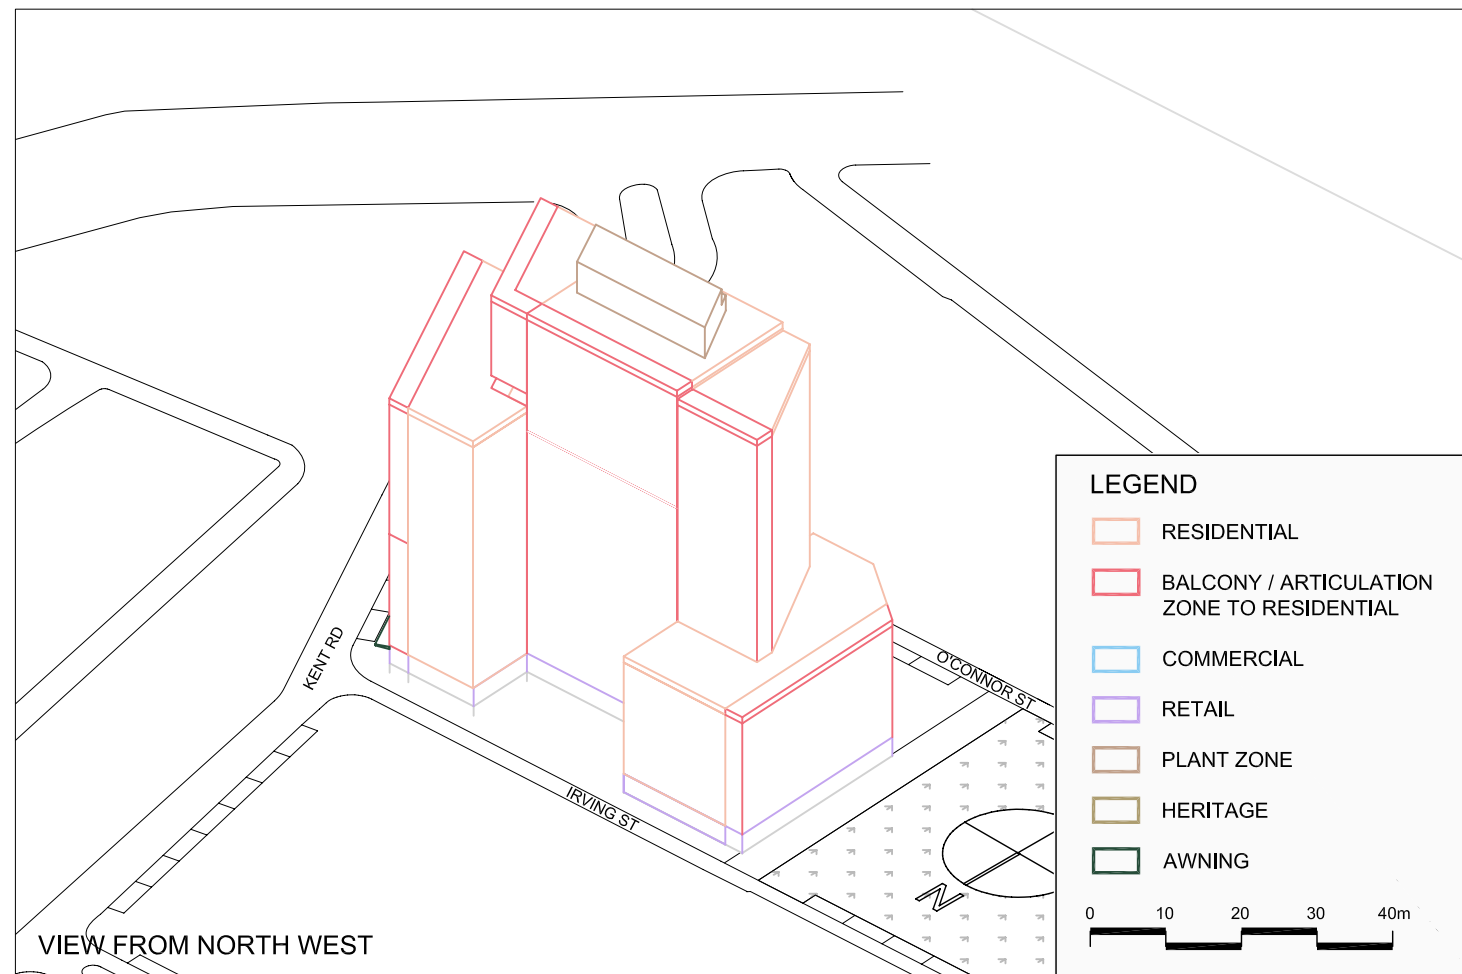 KENT RD
O'CONNOR ST
IRVING ST
N
VIEW FROM NORTH WEST
LEGEND
RESIDENTIAL
BALCONY / ARTICULATION
ZONE TO RESIDENTIAL
COMMERCIAL
RETAIL
PLANT ZONE
HERITAGE
AWNING
0 10 20 30 40m